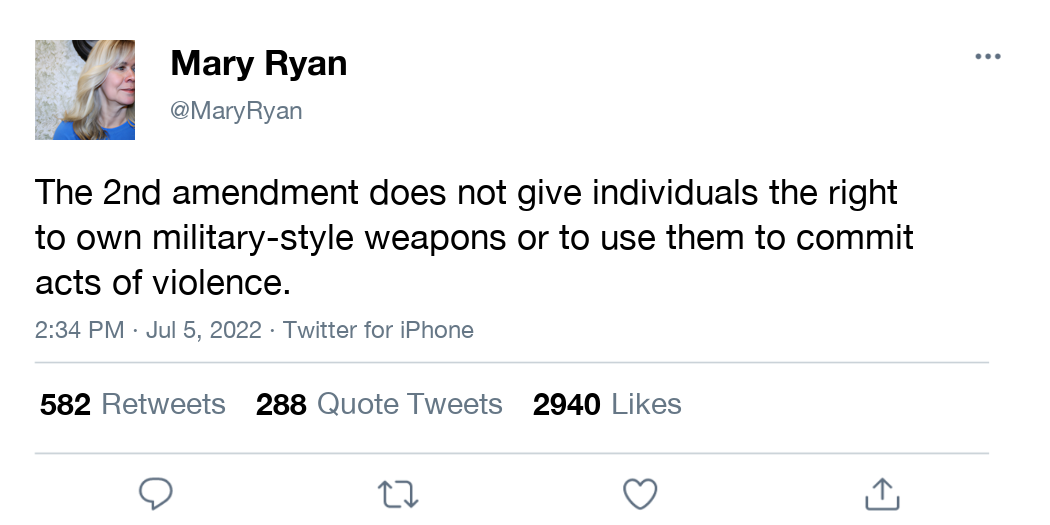 Mary Ryan
@MaryRyan
The 2nd amendment does not give individuals the right
to own military-style weapons or to use them to commit
acts of violence.
2:34 PM · Jul 5, 2022 · Twitter for iPhone
582 Retweets 288 Quote Tweets 2940 Likes